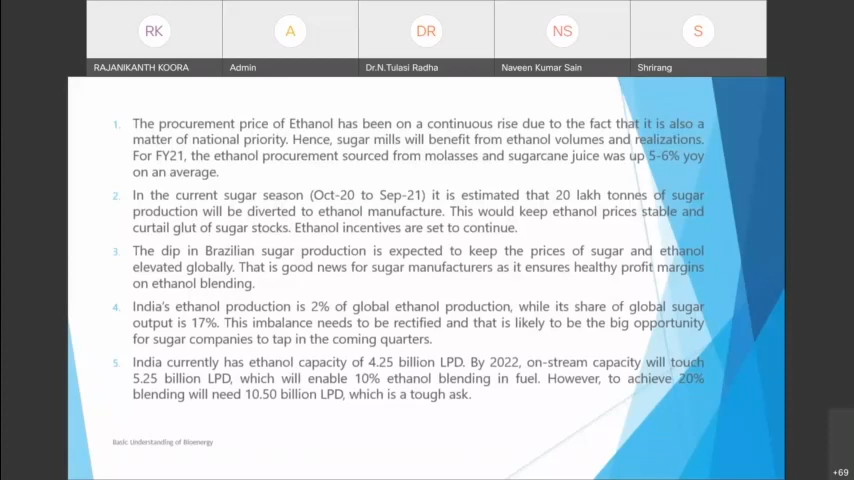 RK
A
DR
NS
S
RAJANIKANTH KOORA
Admin
Dr.N.Tulasi Radha
Naveen Kumar Sain
Shrirang
1. The procurement price of Ethanol has been on a continuous rise due to the fact that it is also a
matter of national priority. Hence, sugar mills will benefit from ethanol volumes and realizations.
For FY21, the ethanol procurement sourced from molasses and sugarcane juice was up 5-6% yoy
on an average.
2. In the current sugar season (Oct-20 to Sep-21) it is estimated that 20 lakh tonnes of sugar
production will be diverted to ethanol manufacture. This would keep ethanol prices stable and
curtail glut of sugar stocks. Ethanol incentives are set to continue.
3. The dip in Brazilian sugar production is expected to keep the prices of sugar and ethanol
elevated globally. That is good news for sugar manufacturers as it ensures healthy profit margins
on ethanol blending.
4. India's ethanol production is 2% of global ethanol production, while its share of global sugar
output is 17%. This imbalance needs to be rectified and that is likely to be the big opportunity
for sugar companies to tap in the coming quarters.
5. India currently has ethanol capacity of 4.25 billion LPD. By 2022, on-stream capacity will touch
5.25 billion LPD, which will enable 10% ethanol blending in fuel. However, to achieve 20%
blending will need 10.50 billion LPD, which is a tough ask.
Basic Understanding of Bioenergy
+69